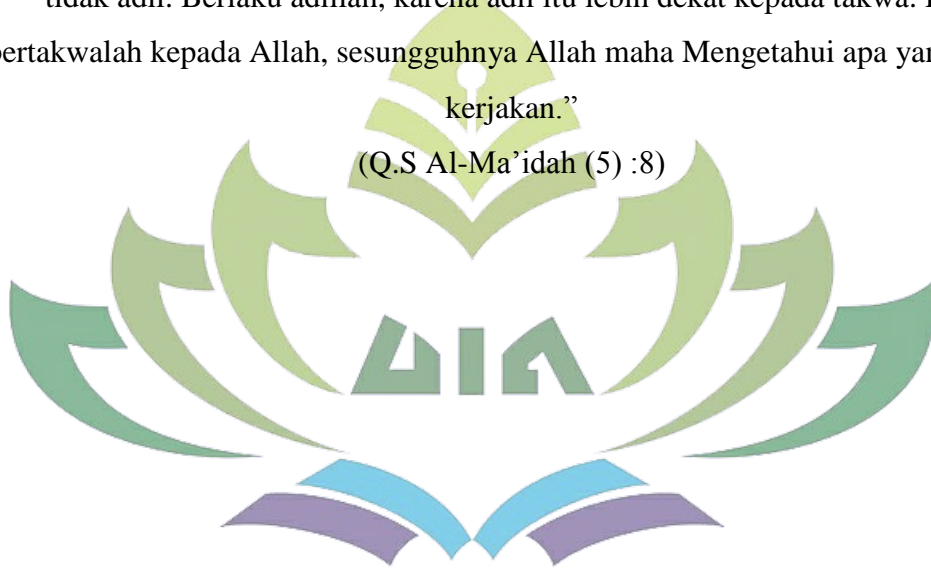 tidak adil. Berlaku adillah, karena adil itu lebih dekat kepada takwa.
bertakwalah kepada Allah, sesungguhnya Allah maha Mengetahui apa
kerjakan.”
(Q.S Al-Ma’idah (5) :8)
UIN